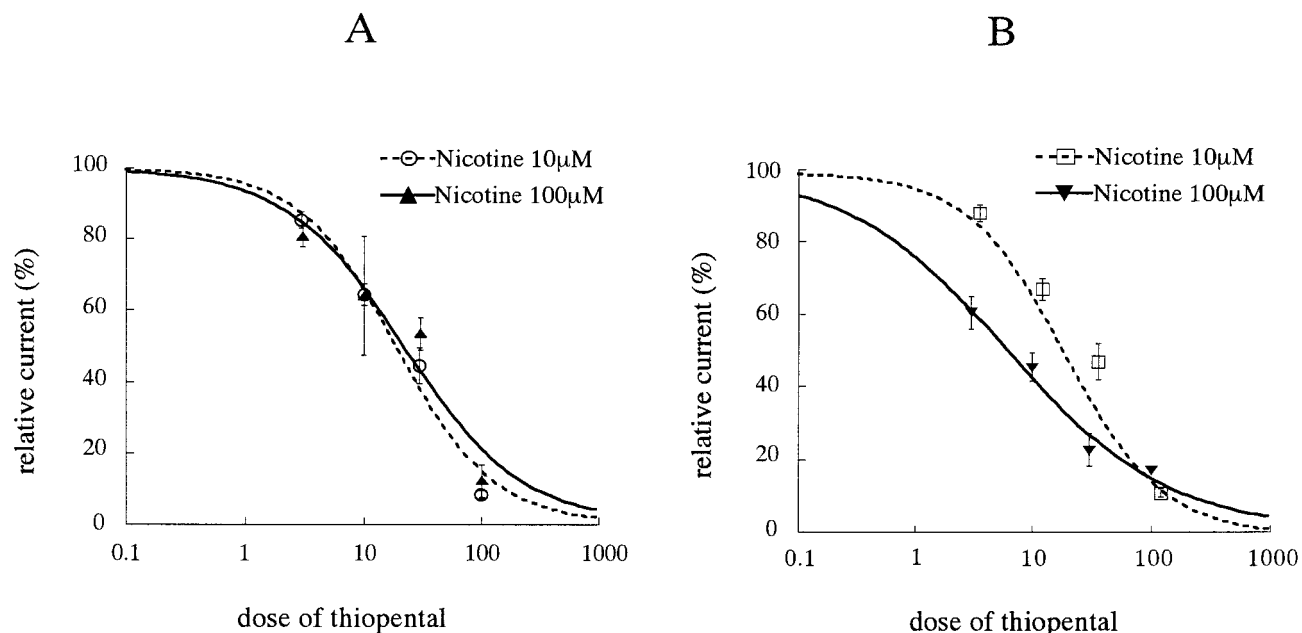 A
Nicotine 10μM
Nicotine 100μM
relative current (%)
100
80
60
40
20
0
0.1 1 10 100 1000
dose of thiopental
B
Nicotine 10μM
Nicotine 100μM
relative current (%)
100
80
60
40
20
0
0.1 1 10 100 1000
dose of thiopental